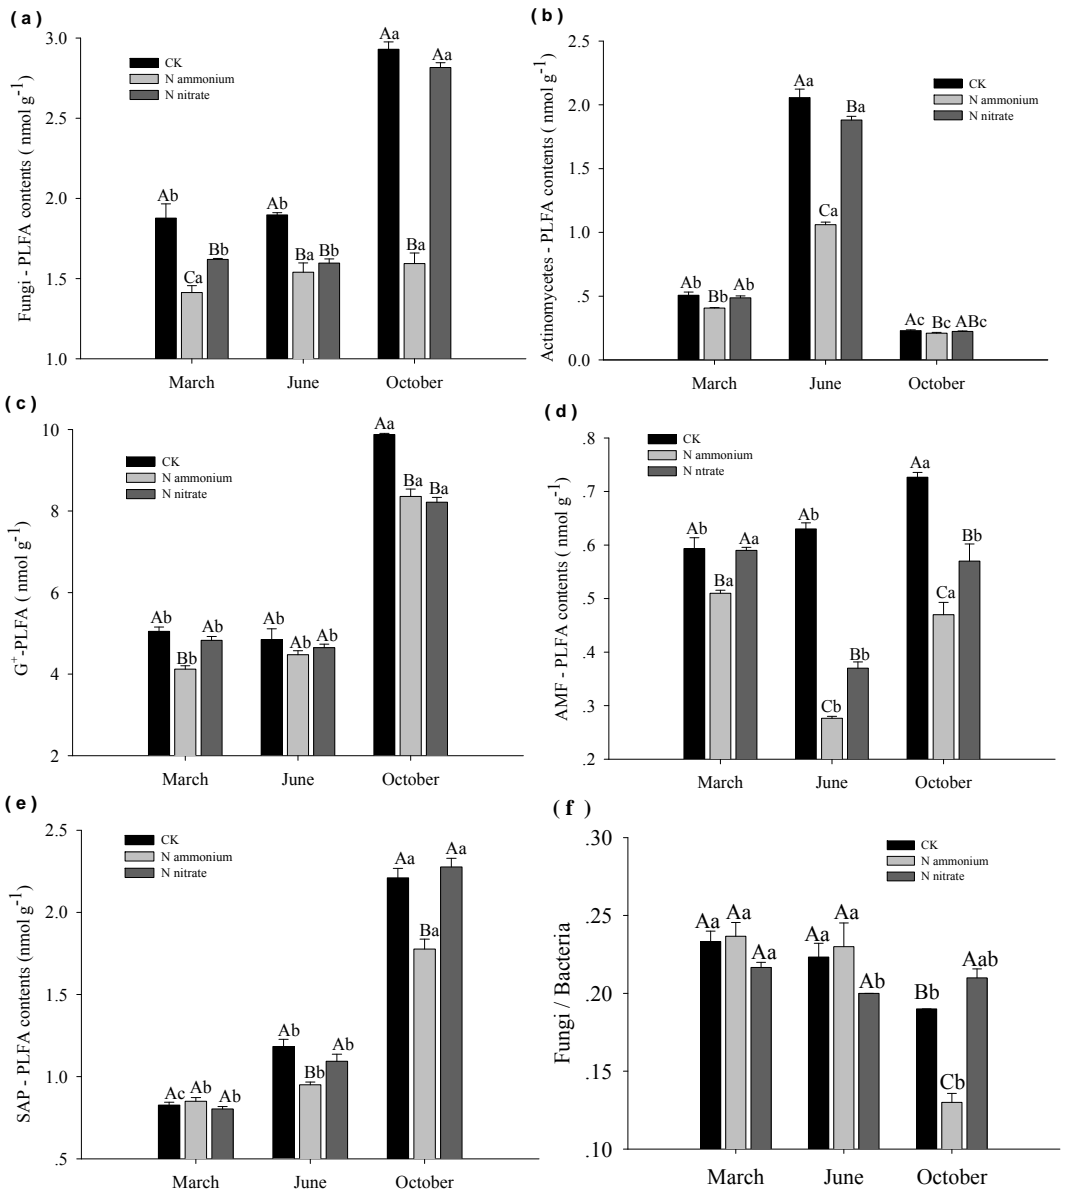 ( a )
Fungi - PLFA contents ( nmol g-1)
3.0
2.0
1.6
1.5
1.0
CK
N ammonium
N nitrate
Ab
Ca
Bb
Ab
Ba
Bb
Aa
Ba
Aa
March
June
October
( b )
Actinomycetes - PLFA contents ( nmol g-1)
2.5
2.0
1.5
1.0
.5
0.0
CK
N ammonium
N nitrate
Ab
Bb
Ab
Aa
Ca
Ba
Ac
Bc
ABc
March
June
October
( c )
G+-PLFA ( nmol g-1)
10
8
6
4
2
CK
N ammonium
N nitrate
Ab
Bb
Ab
Ab
Ab
Ab
Aa
Ba
Ba
March
June
October
( d )
AMF - PLFA contents ( nmol g-1)
.8
.7
.6
.5
.4
.3
.2
CK
N ammonium
N ntrate
Ab
Ba
Aa
Ab
Cb
Bb
Aa
Ca
Bb
March
June
October
( e )
SAP - PLFA contents (nmol g-1)
2.5
2.0
1.5
1.0
.5
CK
N ammonium
N nitrate
Ac
Ab
Ab
Ab
Bb
Ab
Aa
Ba
Aa
March
June
October
( f )
Fungi / Bacteria
.30
.25
.20
.15
.10
CK
N ammonium
N nitrate
Aa
Aa
Aa
Aa
Aa
Ab
Bb
Cb
Aab
March
June
October